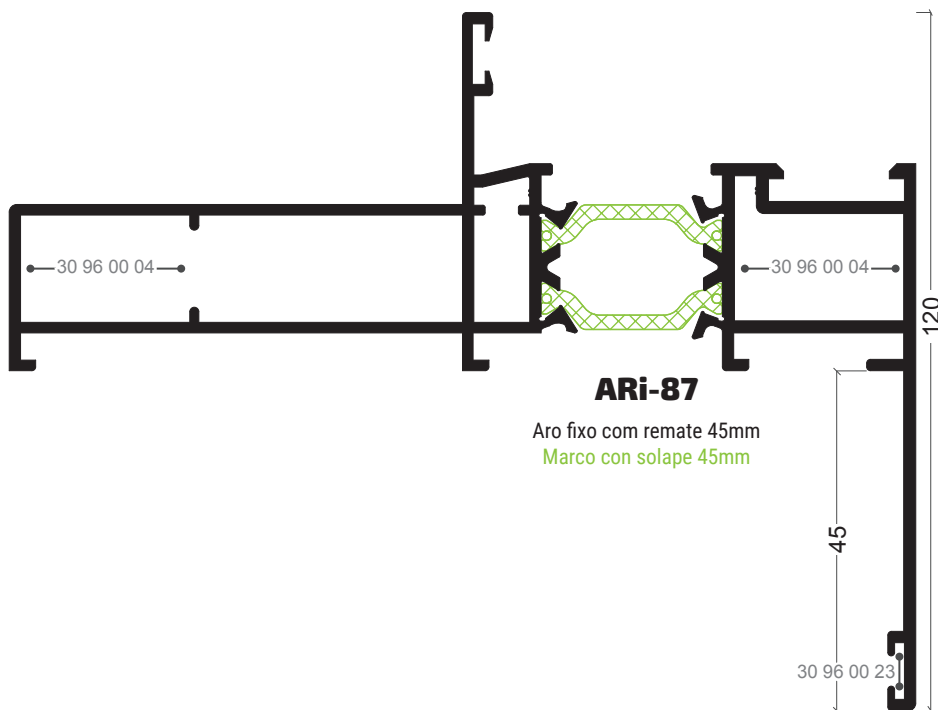 30 96 00 04
30 96 00 04
120
ARi-87
Aro fixo com remate 45mm
Marco con solape 45mm
45
30 96 00 23